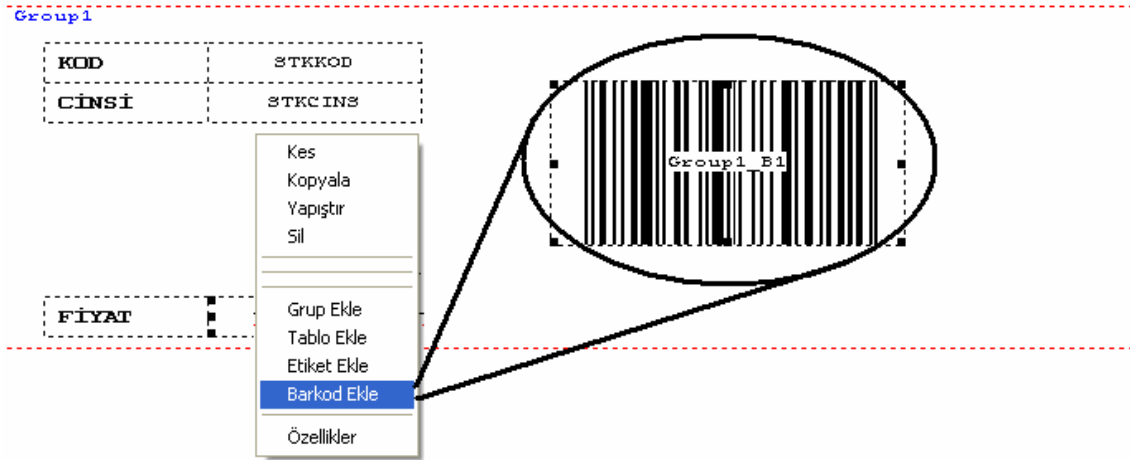 Group1
KOD STKKOD
CİNSİ STKCINS
Group1_B1
Kes
Kopyala
Yapıştır
Sil
FİYAT
Grup Ekle
Tablo Ekle
Etiket Ekle
Barkod Ekle
Özellikler